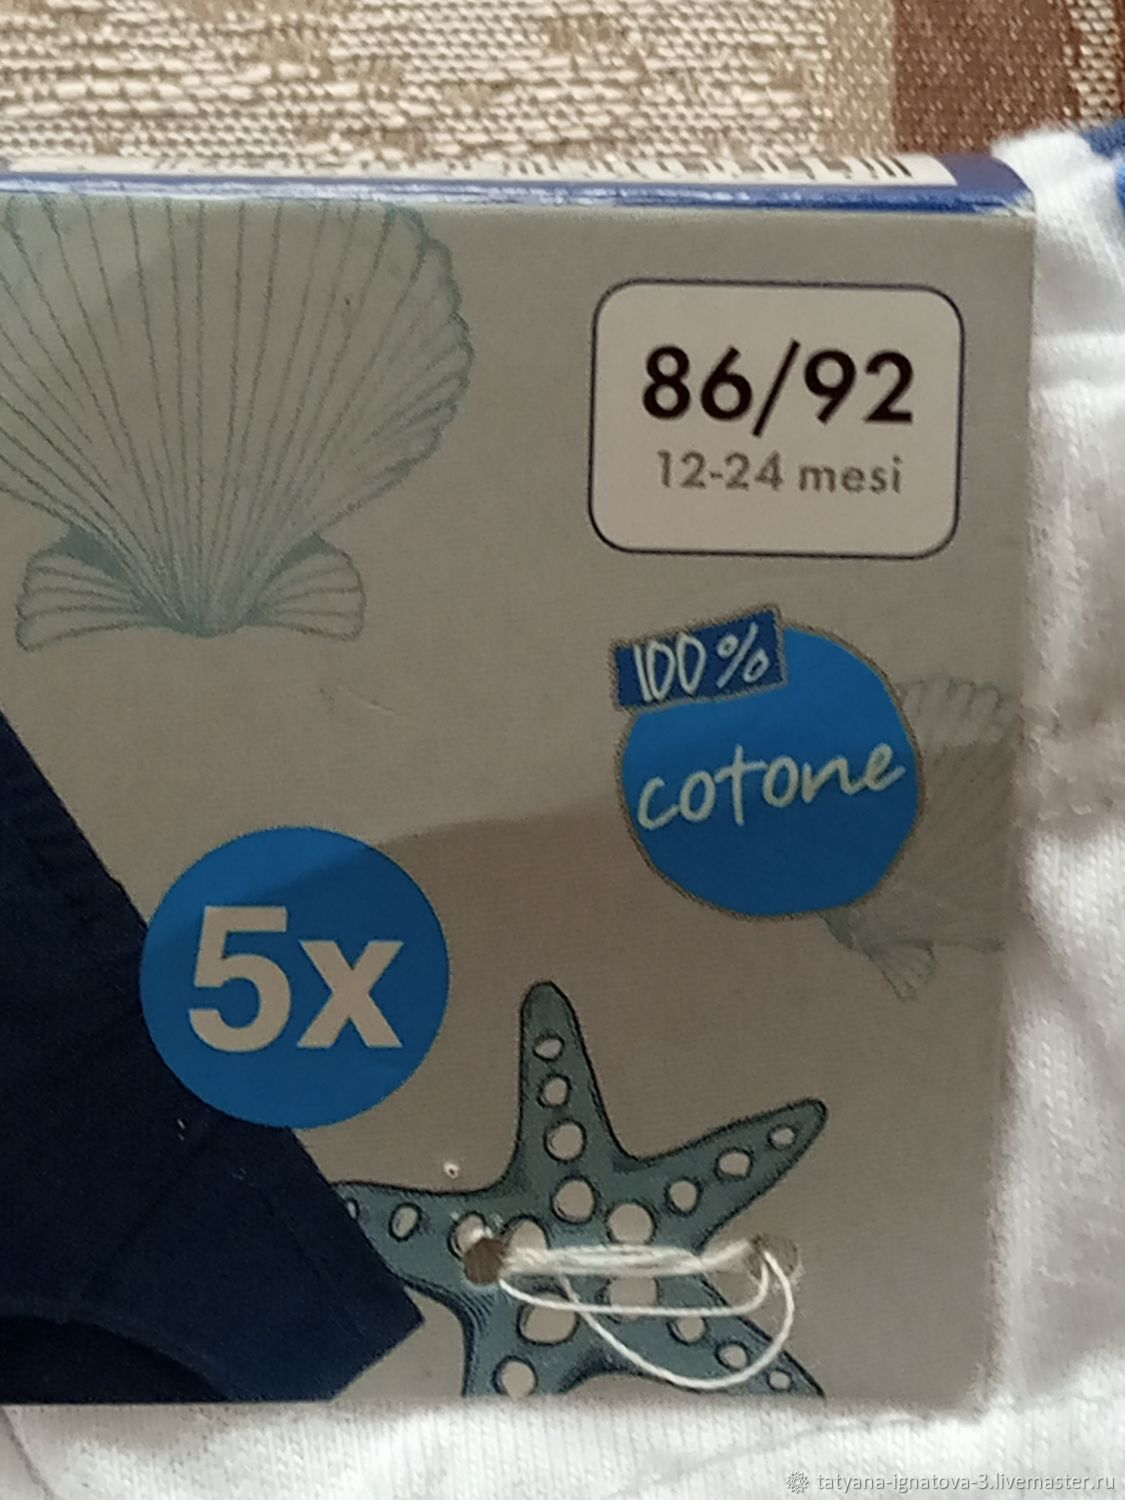 86/92
12-24 mesi
100%
cotone
5x
tatyana-ignatova-3.livemaster.ru